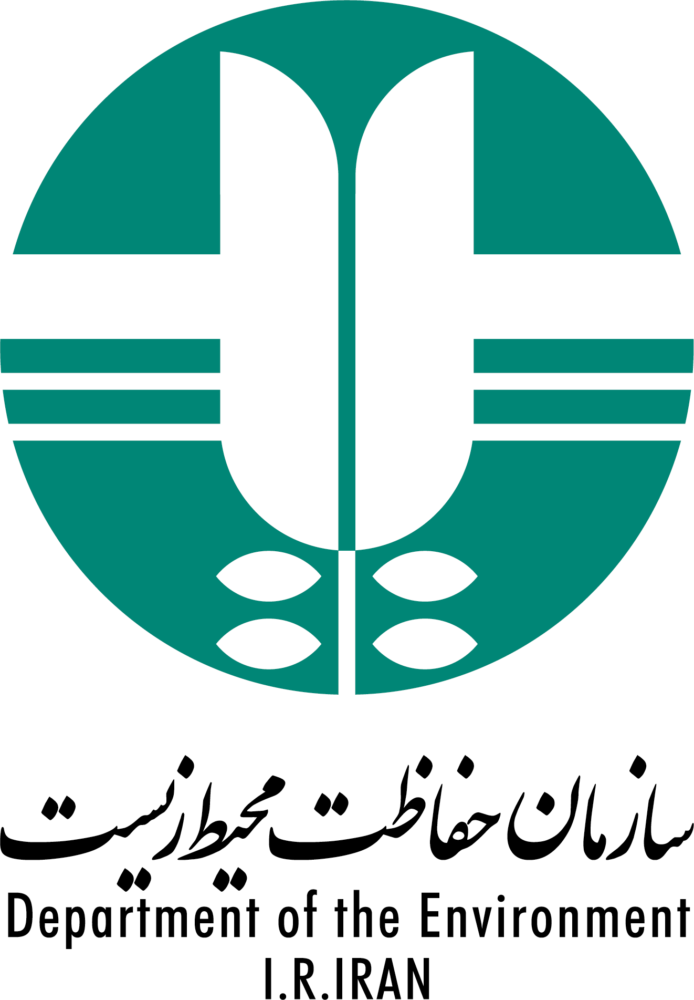 سازمان حفاظت محیط زیست
Department of the Environment
I.R.IRAN